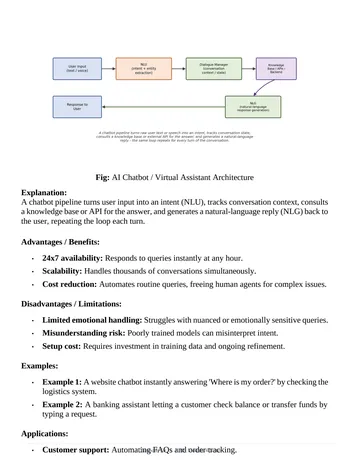 User Input
(text / voice)
NLU
(intent + entity
extraction)
Dialogue Manager
(conversation
context / state)
Knowledge
Base / API /
Backend
Response to
User
NLG
(natural-language
response generation)
A chatbot pipeline turns raw user text or speech into an intent, tracks conversation state,
consults a knowledge base or external API for the answer, and generates a natural-language
reply - the same loop repeats for every turn of the conversation.
Fig: AI Chatbot / Virtual Assistant Architecture
Explanation:
A chatbot pipeline turns user input into an intent (NLU), tracks conversation context, consults
a knowledge base or API for the answer, and generates a natural-language reply (NLG) back to
the user, repeating the loop each turn.
Advantages / Benefits:
• 24x7 availability: Responds to queries instantly at any hour.
• Scalability: Handles thousands of conversations simultaneously.
• Cost reduction: Automates routine queries, freeing human agents for complex issues.
Disadvantages / Limitations:
• Limited emotional handling: Struggles with nuanced or emotionally sensitive queries.
• Misunderstanding risk: Poorly trained models can misinterpret intent.
• Setup cost: Requires investment in training data and ongoing refinement.
Examples:
• Example 1: A website chatbot instantly answering 'Where is my order?' by checking the
logistics system.
• Example 2: A banking assistant letting a customer check balance or transfer funds by
typing a request.
Applications:
• Customer support: Automating FAQs and order tracking.